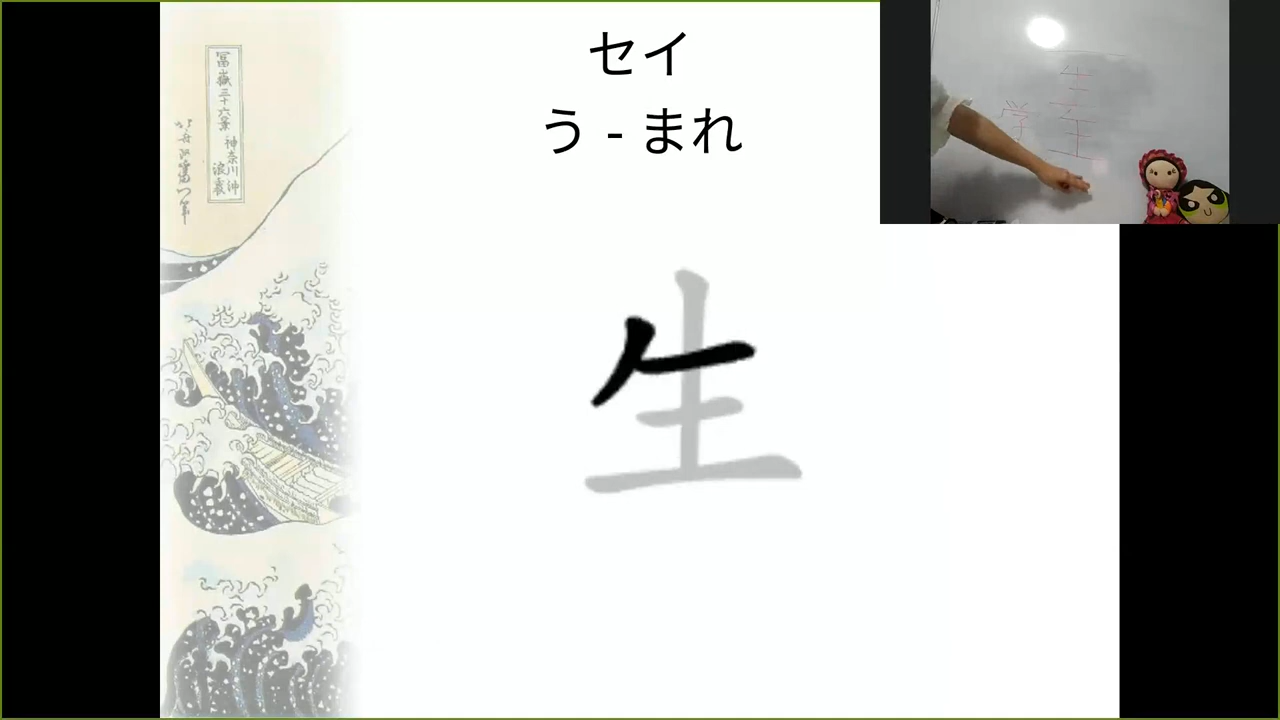 セイ
う - まれ
生
冨嶽三十六景 神奈川沖
浪裏
生
学生